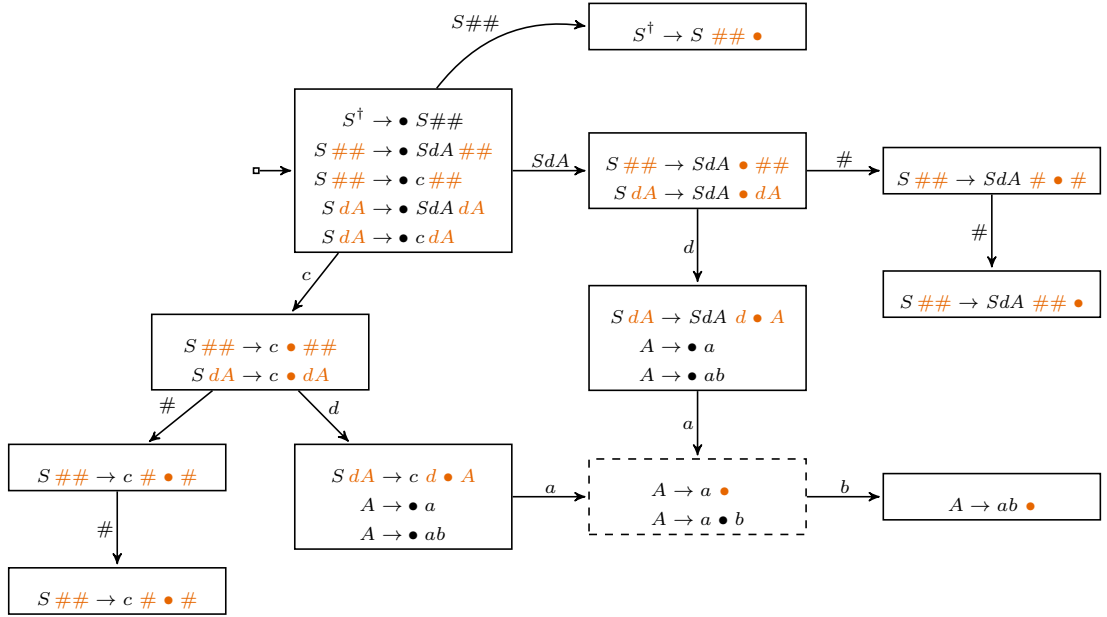 S##
S† → S ## •
S† → • S##
S ## → • SdA ##
S ## → • c ##
S dA → • SdA dA
S dA → • c dA
SdA
S ## → SdA • ##
S dA → SdA • dA
#
S ## → SdA # • #
#
S ## → SdA ## •
d
S dA → SdA d • A
A → • a
A → • ab
c
S ## → c • ##
S dA → c • dA
#
d
a
S ## → c # • #
S dA → c d • A
A → • a
A → • ab
a
A → a •
A → a • b
b
A → ab •
#
S ## → c # • #